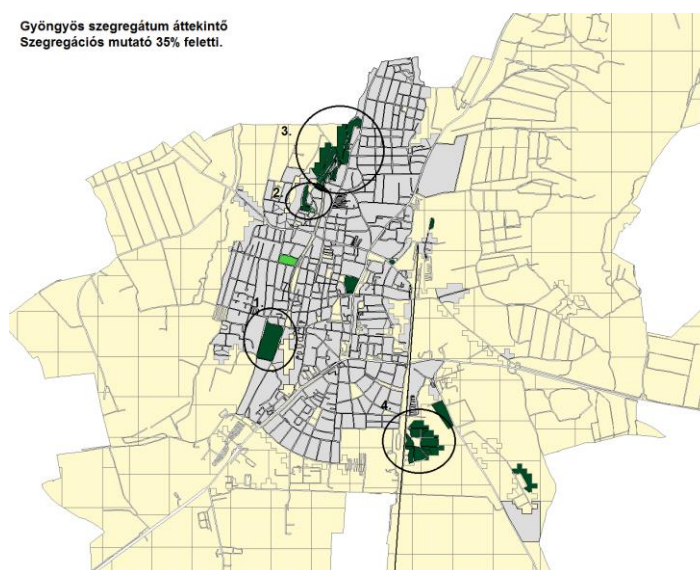 Gyöngyös szegregátum áttekintő
Szegregációs mutató 35% feletti.
3.
2.
1.
4.